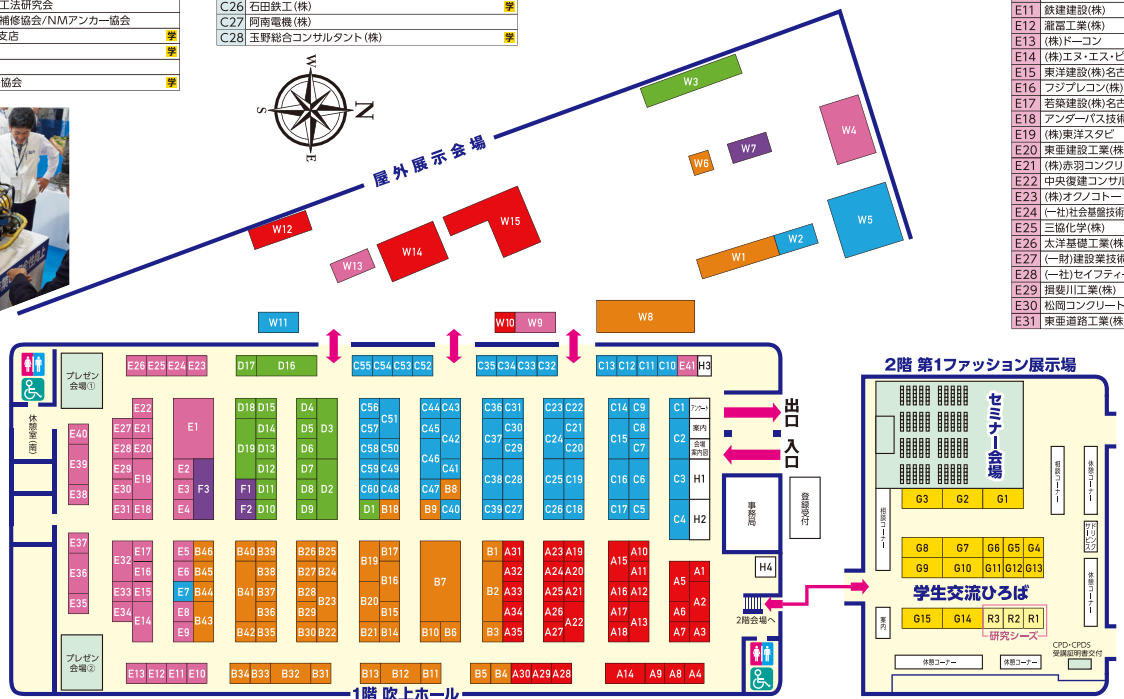 工法研究会
補修協会/NMアンカー協会
支店 学
学
協会 学
C26 石田鉄工(株) 学
C27 阿南電機(株)
C28 玉野総合コンサルタント(株) 学
E11 鉄建建設(株)
E12 瀧冨工業(株)
E13 (株)ドーコン
E14 (株)エヌ・エス・ピ
E15 東洋建設(株)名古
E16 フジプレコン(株)
E17 若築建設(株)名古
E18 アンダーパス技術
E19 (株)東洋スタビ
E20 東亜建設工業(株
E21 (株)赤羽コンクリ
E22 中央復建コンサル
E23 (株)オクノコトー
E24 (一社)社会基盤技術
E25 三協化学(株)
E26 太洋基礎工業(株
E27 (一財)建設業技術
E28 (一社)セイフティ
E29 揖斐川工業(株)
E30 松岡コンクリート
E31 東亜道路工業(株
W
N
S
E
屋外展示会場
W3
W4
W7
W6
W5
W2
W1
W15
W14
W12
W13
W11
W10 W9
W8
プレゼン
会場①
休憩室(南)
E26 E25 E24 E23
D17 D16
C55 C54 C53 C52
C35 C34 C33 C32
C13 C12 C11 C10 E41 H3
E22
E27 E21
E28 E20
E29 E19
E30
E31 E18
E40
E39
E38
E1
E2
E3 F3
E4
D18 D15
D14
D19 D13
D12
F1 D11
F2 D10
D4
D5 D3
D6
D7
D8 D2
D9
C56 C51
C57
C58 C50
C59 C49
C60 C48
D1 B18
C44 C43
C45 C42
C46
C41
C47 B8
B9 C40
C36 C31
C37 C30
C29
C38 C28
C39 C27
C23 C22
C24 C21
C20
C25 C19
C26 C18
C14 C9
C15 C8
C7
C16 C6
C17 C5
C1 アンケート
C2 案内
会場
案内図
C3 H1
C4 H2
出口
入口
事務局
登録受付
H4
2階会場へ
E37
E36
E35
E17
E32 E16
E33 E15
E34 E14
E5 B46
E6 B45
E7 B44
E8 B43
E9
B40 B39
B38
B41 B37
B36
B42 B35
B26 B25
B27 B24
B28 B23
B29
B30 B22
B19 B17
B16
B20 B15
B21 B14
B7
B10 B6
B1 A31
A32
B2 A33
A34
B3 A35
A23 A19
A24 A20
A25 A21
A26 A22
A27
A15 A10
A11
A16 A12
A17 A13
A18
A5 A1
A6 A2
A7 A3
プレゼン
会場②
E13 E12 E11 E10
B34 B33 B32 B31
B13 B12 B11
B5 B4 A30 A29 A28
A14 A9 A8 A4
1階 吹上ホール
2階 第1ファッション展示場
セミナー会場
G3 G2 G1
相談コーナー
相談コーナー
休憩コーナー
ドリンク
サービス
休憩コーナー
G8 G7 G6 G5 G4
G9 G10 G11 G12 G13
学生交流ひろば
G15 G14 R3 R2 R1
研究シーズ
案内
休憩コーナー
休憩コーナー
CPD・CPDS
受講証明書交付